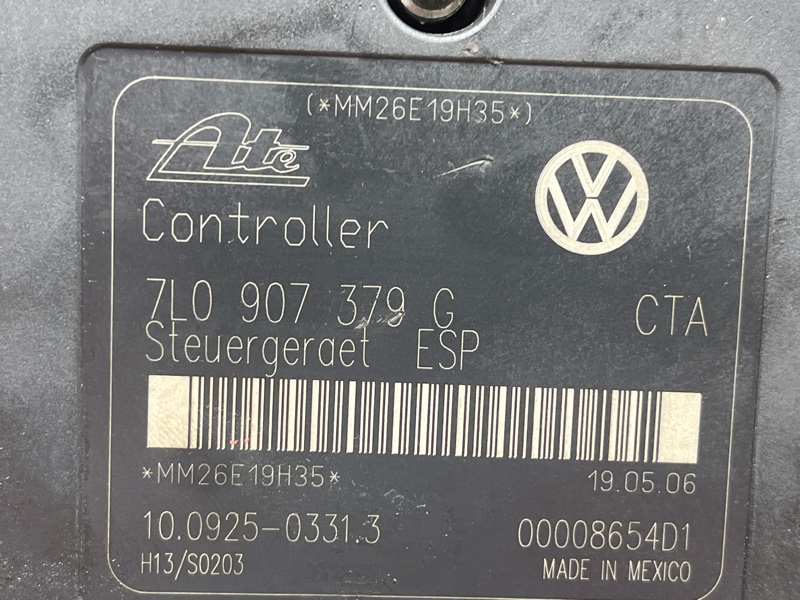 (*MM26E19H35*)
Ate
VW
Controller
7L0 907 379 G
CTA
Steuergeraet ESP
*MM26E19H35*
19.05.06
10.0925-0331.3
00008654D1
H13/S0203
MADE IN MEXICO